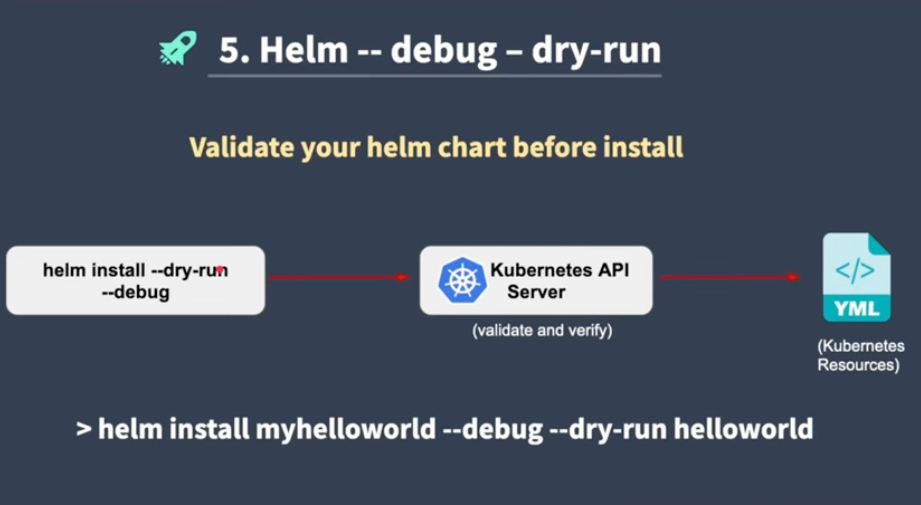 5. Helm -- debug – dry-run
Validate your helm chart before install
helm install --dry-run
--debug
Kubernetes API
Server
(validate and verify)
</>
YML
(Kubernetes
Resources)
> helm install myhelloworld --debug --dry-run helloworld